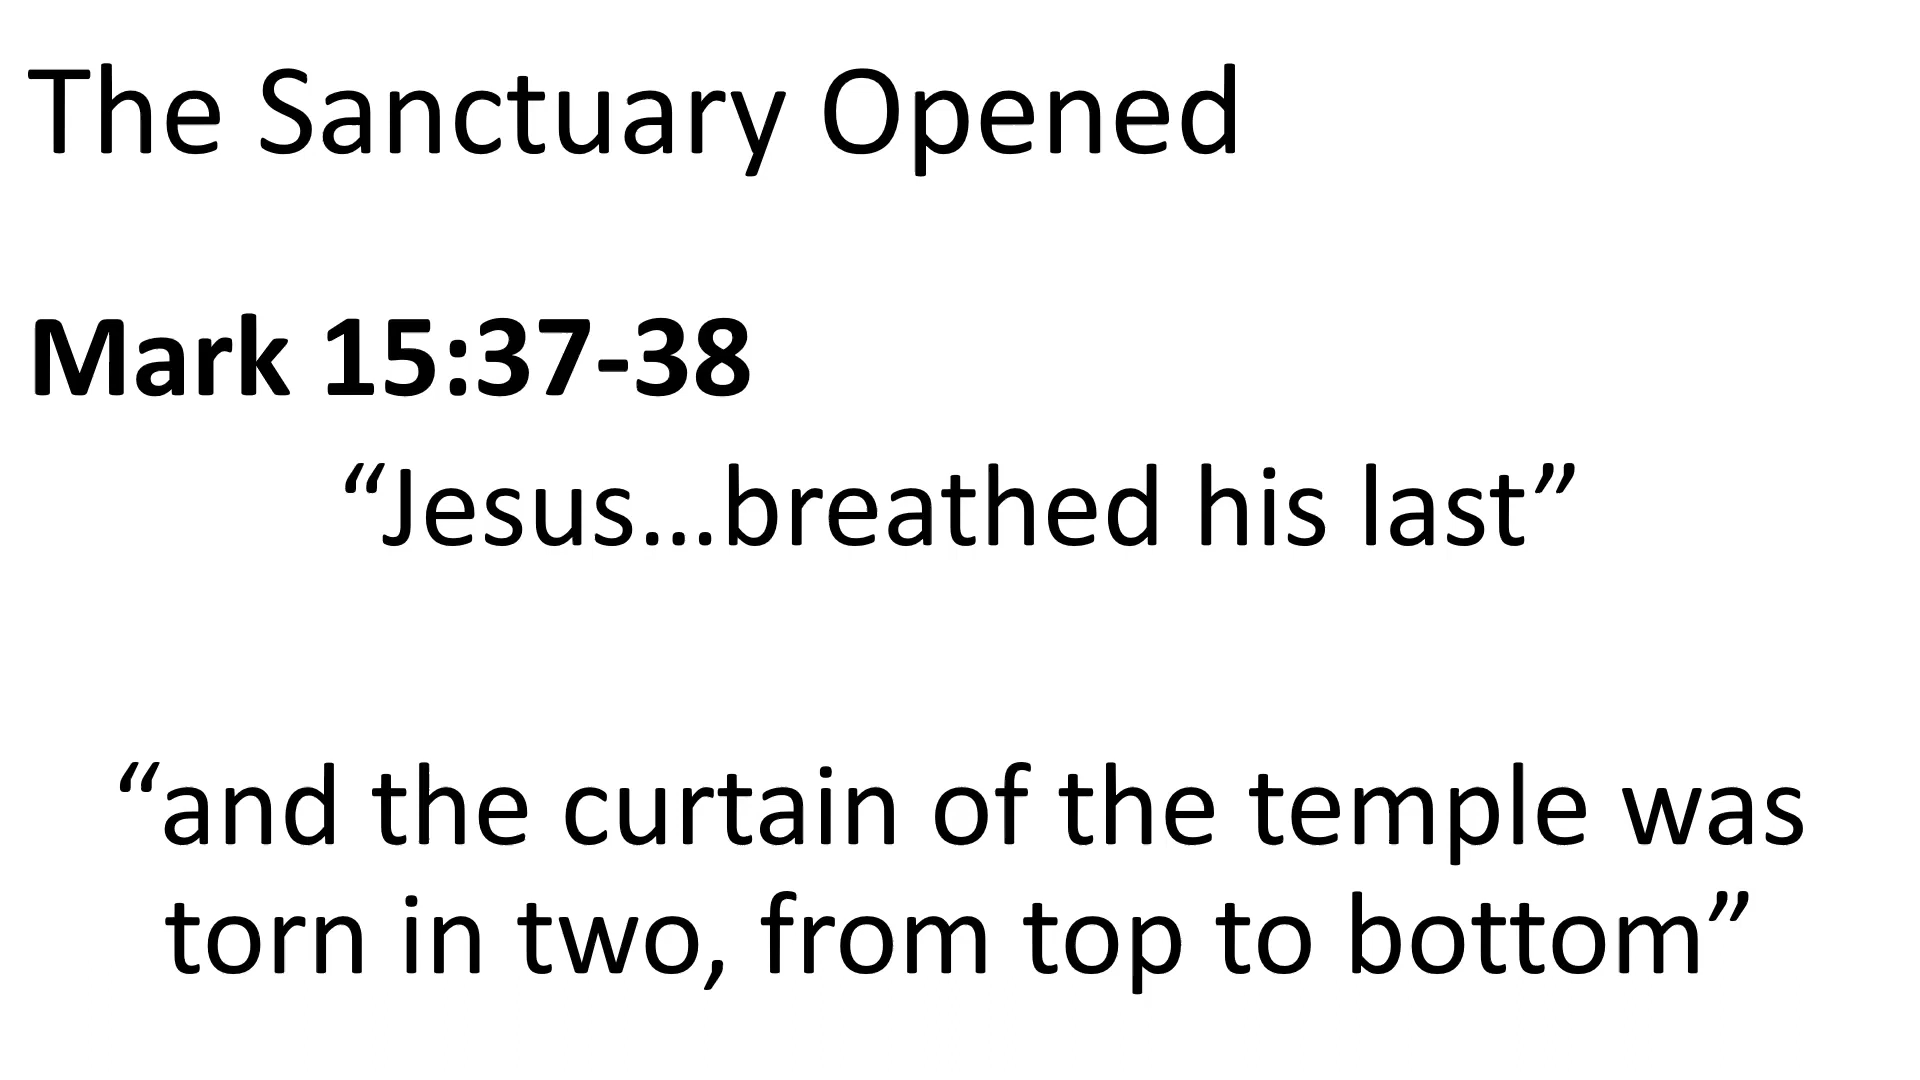 The Sanctuary Opened
Mark 15:37-38
“Jesus…breathed his last”
“and the curtain of the temple was
torn in two, from top to bottom”